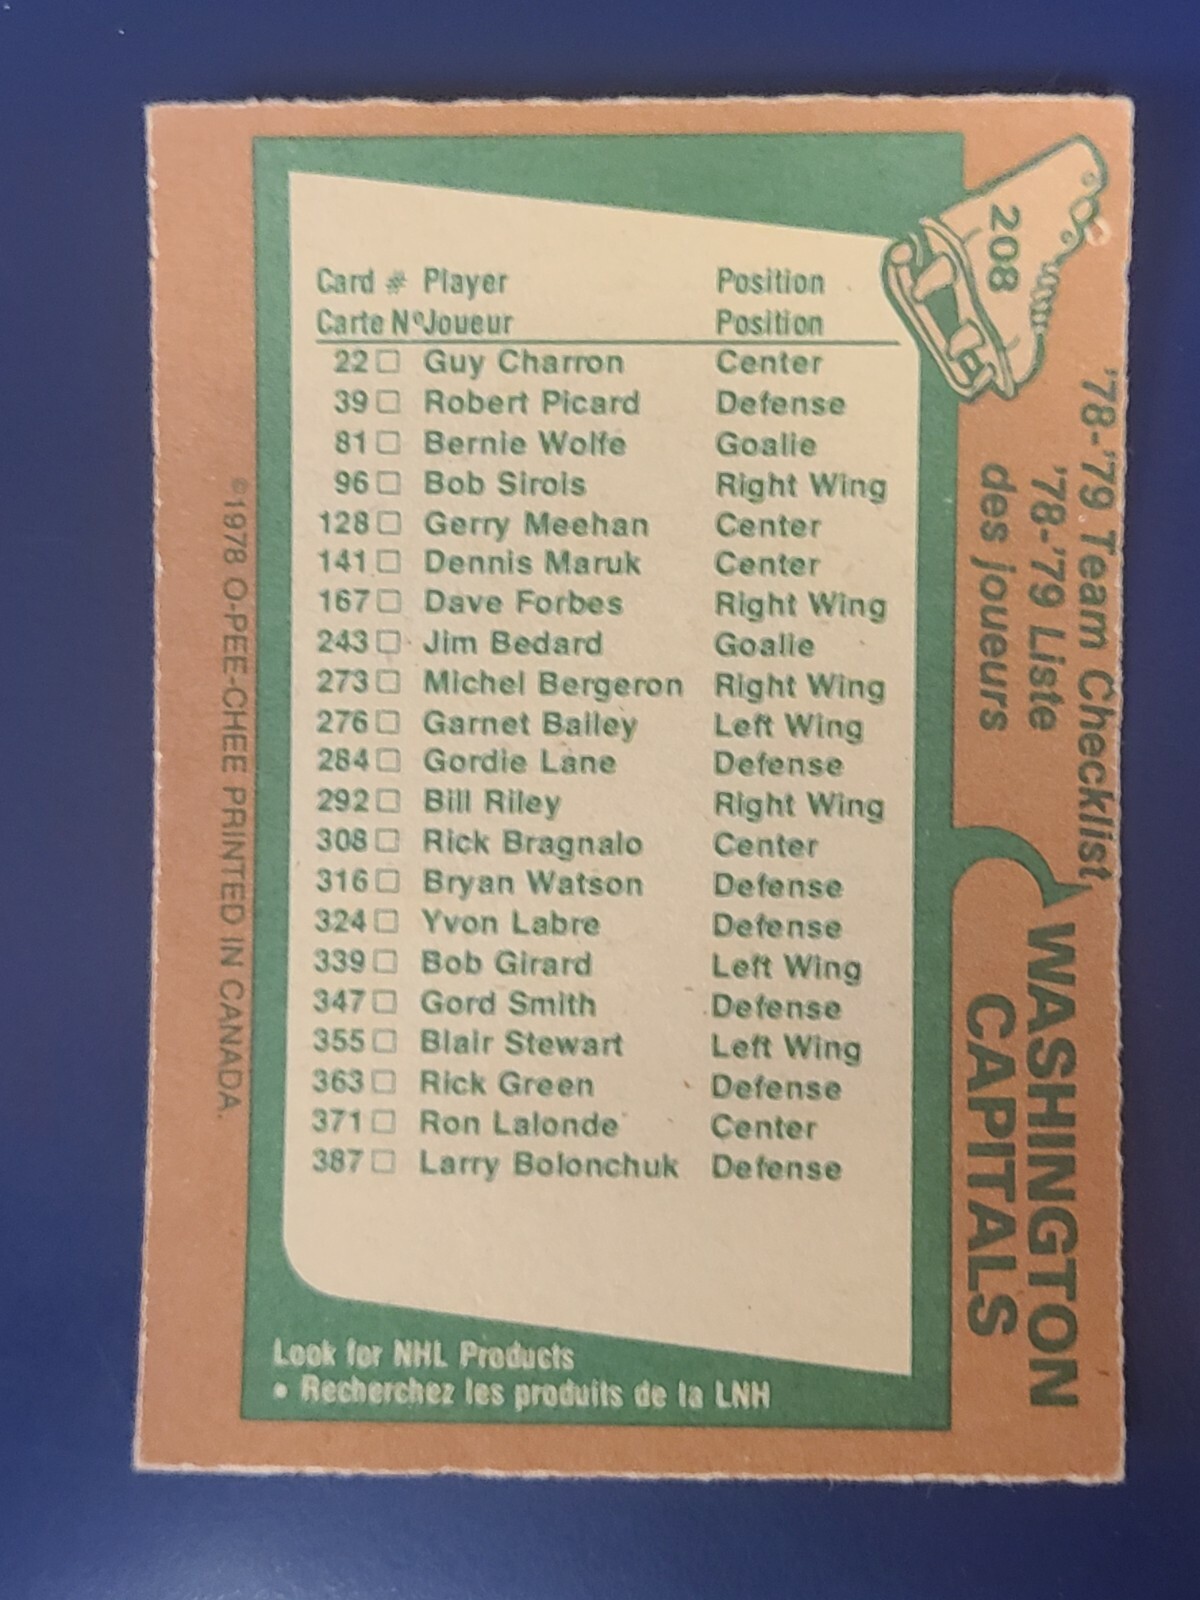 208
'78-'79 Team Checklist
'78-'79 Liste
des joueurs
WASHINGTON
CAPITALS
Card # Player Position
Carte Nº Joueur Position
22 □ Guy Charron Center
39 □ Robert Picard Defense
81 □ Bernie Wolfe Goalie
96 □ Bob Sirois Right Wing
128 □ Gerry Meehan Center
141 □ Dennis Maruk Center
167 □ Dave Forbes Right Wing
243 □ Jim Bedard Goalie
273 □ Michel Bergeron Right Wing
276 □ Garnet Bailey Left Wing
284 □ Gordie Lane Defense
292 □ Bill Riley Right Wing
308 □ Rick Bragnalo Center
316 □ Bryan Watson Defense
324 □ Yvon Labre Defense
339 □ Bob Girard Left Wing
347 □ Gord Smith Defense
355 □ Blair Stewart Left Wing
363 □ Rick Green Defense
371 □ Ron Lalonde Center
387 □ Larry Bolonchuk Defense
Look for NHL Products
• Recherchez les produits de la LNH
©1978 O-PEE-CHEE PRINTED IN CANADA.